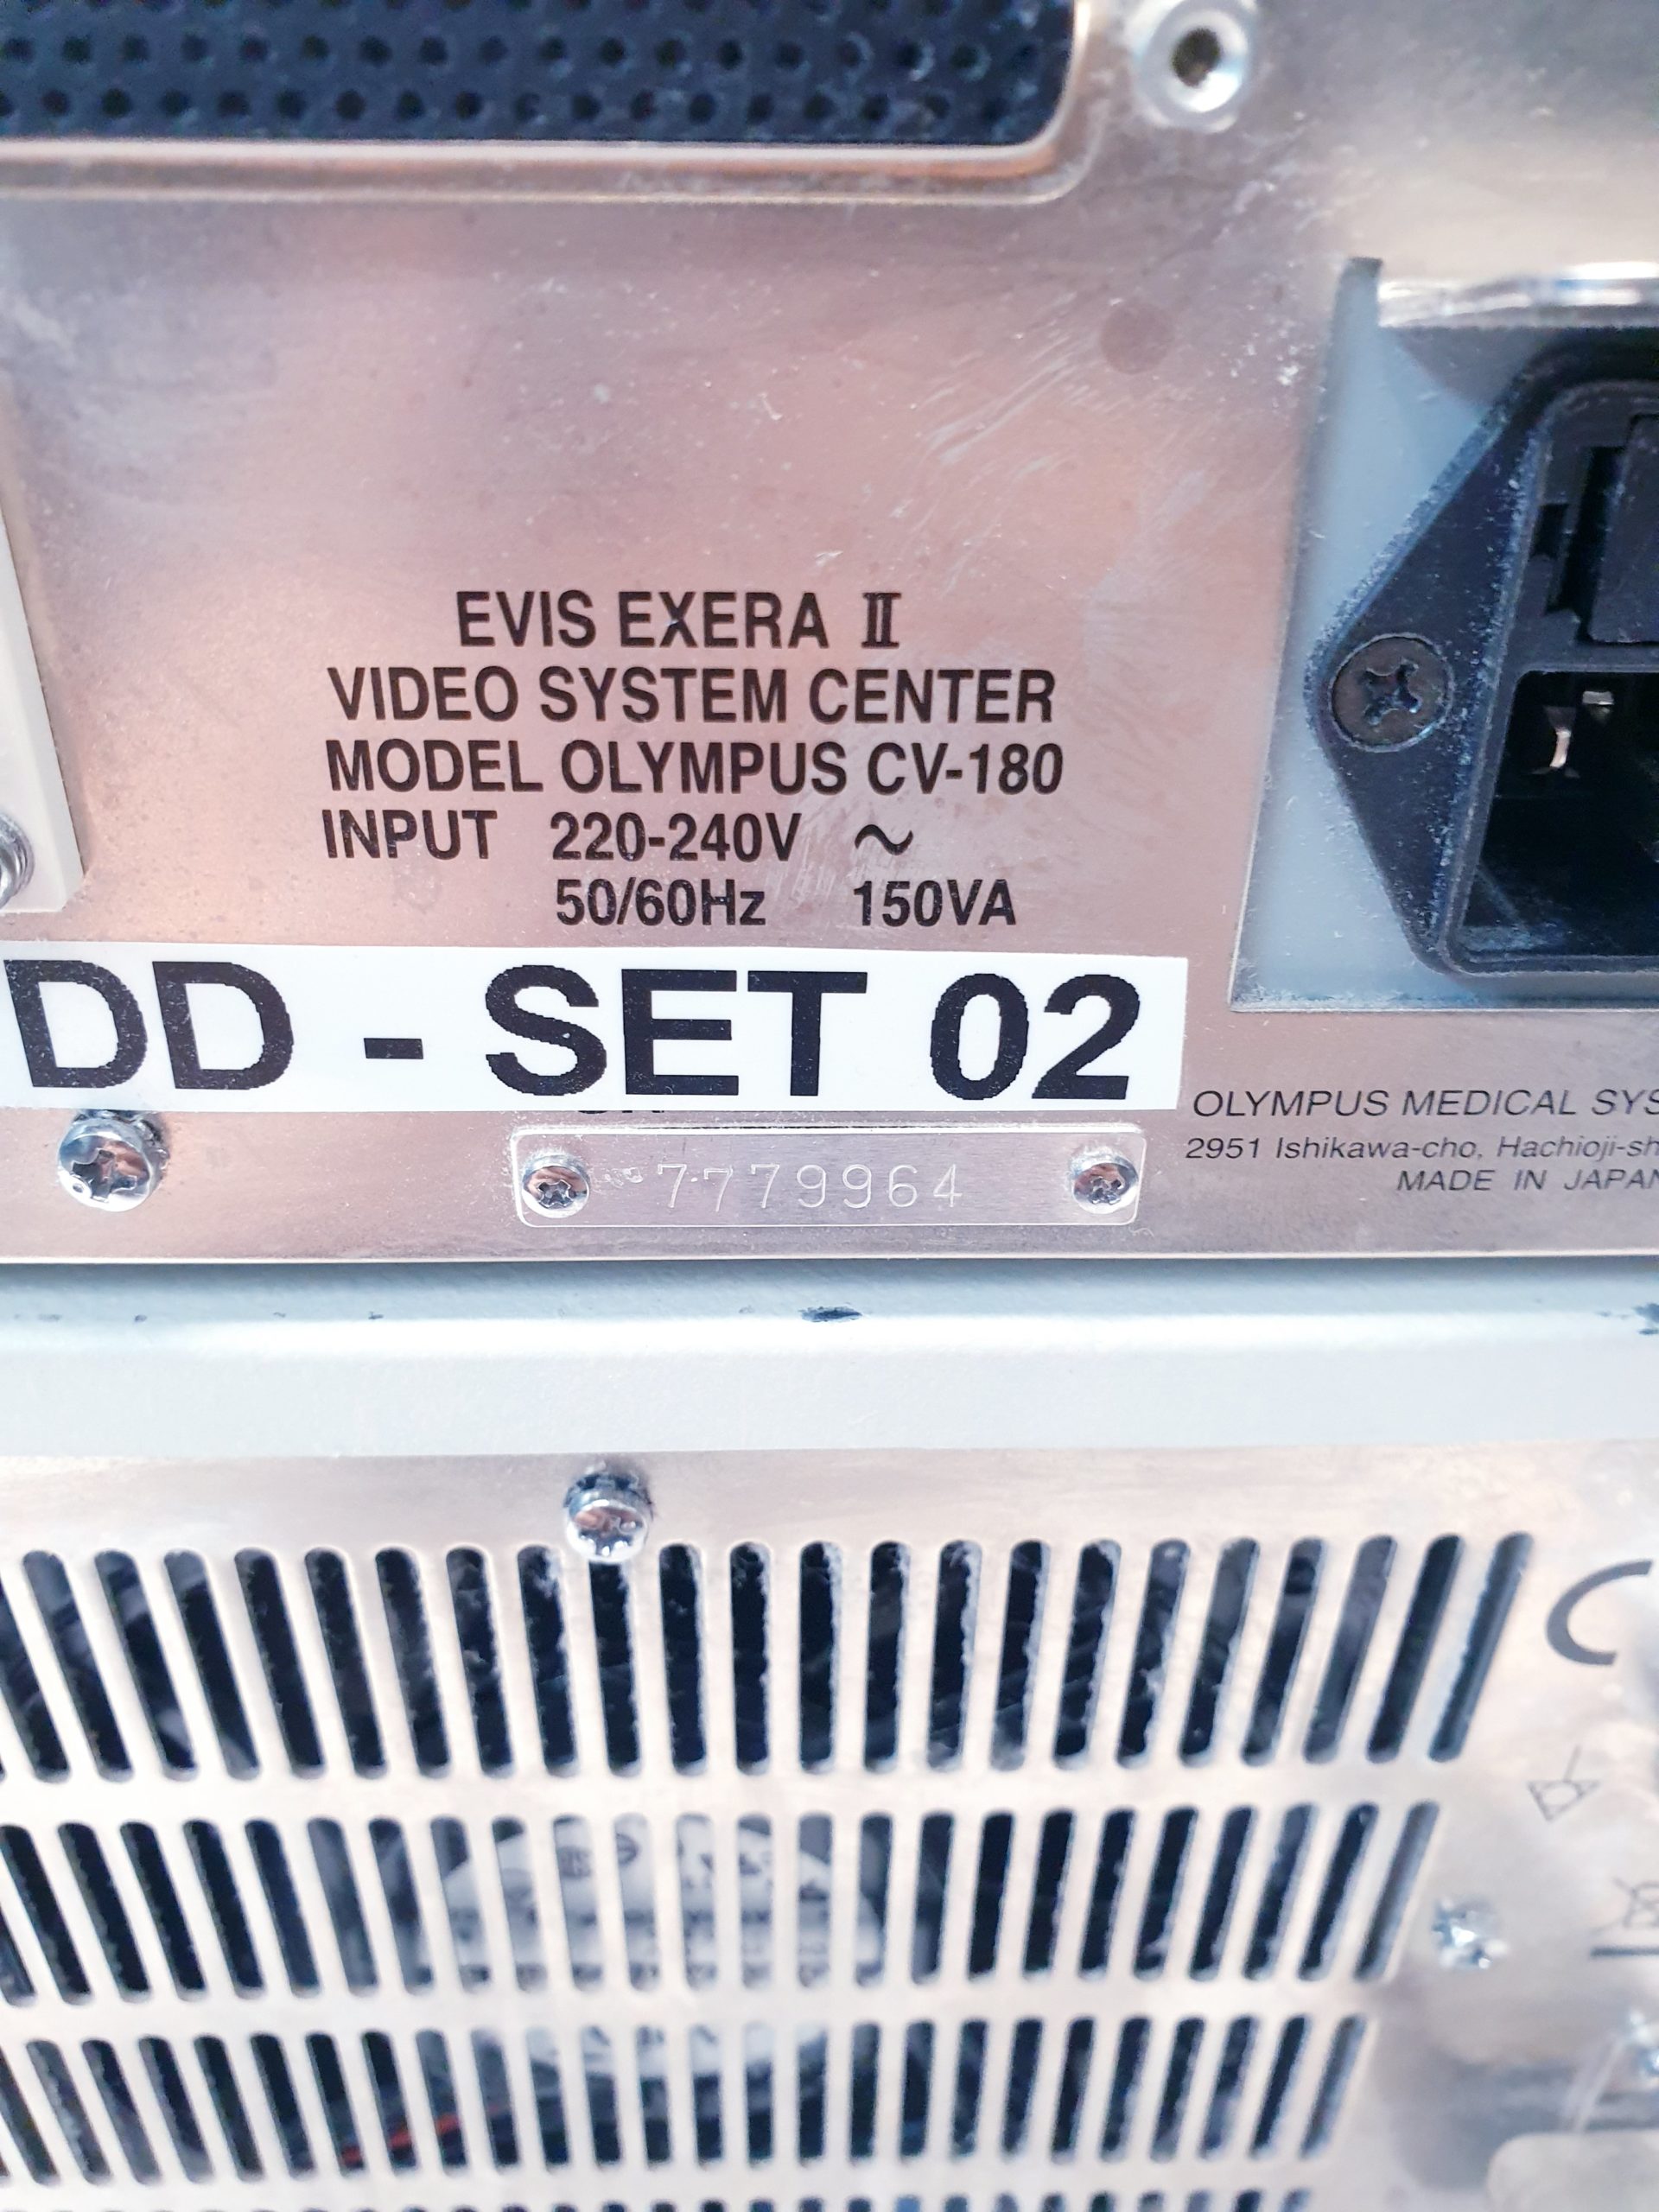 EVIS EXERA II
VIDEO SYSTEM CENTER
MODEL OLYMPUS CV-180
INPUT 220-240V ~
50/60Hz 150VA
DD - SET 02
No 7779964
OLYMPUS MEDICAL SYS
2951 Ishikawa-cho, Hachioji-sh
MADE IN JAPAN